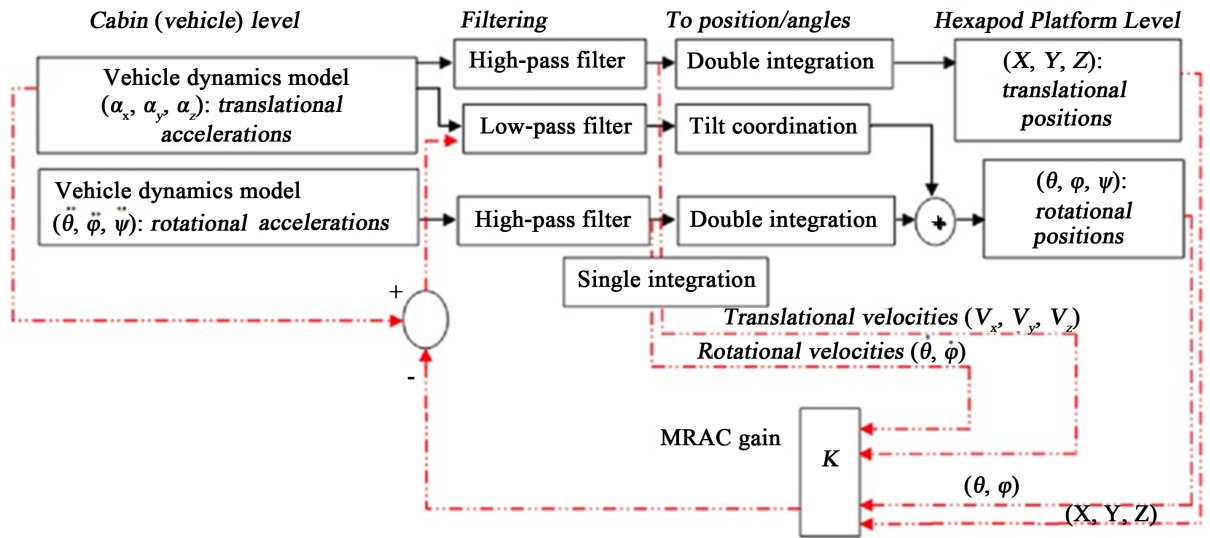 Cabin (vehicle) level
Filtering
To position/angles
Hexapod Platform Level
Vehicle dynamics model
(αx, αy, αz): translational
accelerations
High-pass filter
Double integration
(X, Y, Z):
translational
positions
Low-pass filter
Tilt coordination
Vehicle dynamics model
(θ̈, φ̈, ψ̈): rotational accelerations
High-pass filter
Double integration
+
(θ, φ, ψ):
rotational
positions
Single integration
+
-
Translational velocities (Vx, Vy, Vz)
Rotational velocities (θ̇, φ̇)
MRAC gain
K
(θ, φ)
(X, Y, Z)